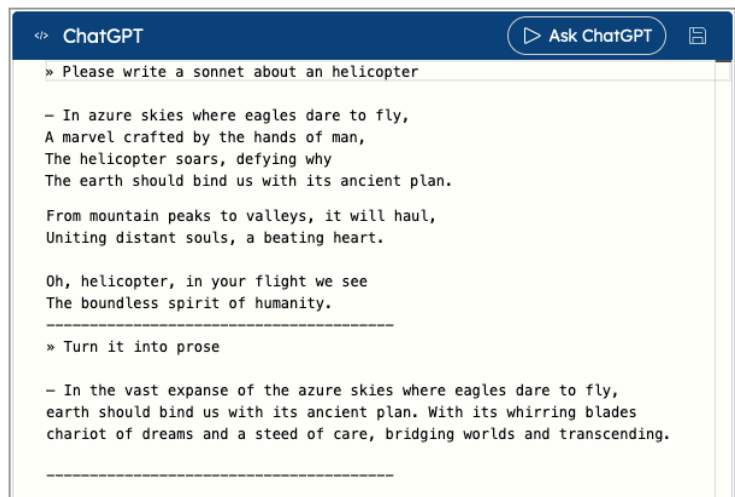 </> ChatGPT
Ask ChatGPT
» Please write a sonnet about an helicopter
– In azure skies where eagles dare to fly,
A marvel crafted by the hands of man,
The helicopter soars, defying why
The earth should bind us with its ancient plan.
From mountain peaks to valleys, it will haul,
Uniting distant souls, a beating heart.
Oh, helicopter, in your flight we see
The boundless spirit of humanity.
----------------------------------------
» Turn it into prose
– In the vast expanse of the azure skies where eagles dare to fly,
earth should bind us with its ancient plan. With its whirring blades
chariot of dreams and a steed of care, bridging worlds and transcending.
----------------------------------------